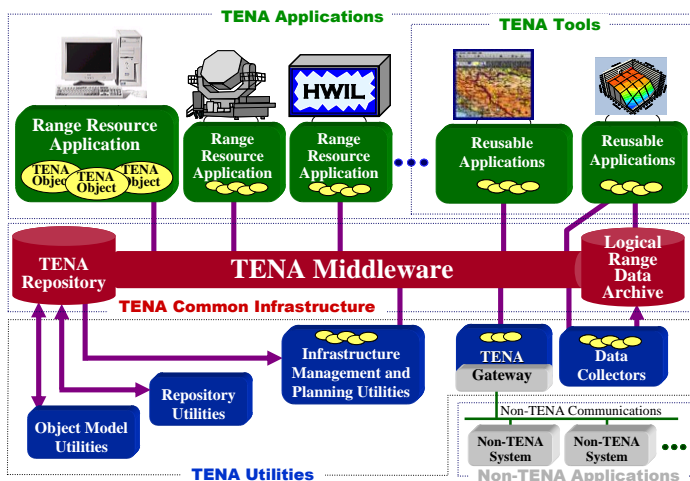 TENA Applications
TENA Tools
HWIL
Range Resource
Application
TENA
Object
TENA
Object
TENA
Object
Range
Resource
Application
Range
Resource
Application
Reusable
Applications
Reusable
Applications
TENA
Repository
TENA Middleware
Logical
Range
Data
Archive
TENA Common Infrastructure
Infrastructure
Management and
Planning Utilities
TENA
Gateway
Data
Collectors
Repository
Utilities
Object Model
Utilities
Non-TENA Communications
Non-TENA
System
Non-TENA
System
TENA Utilities
Non-TENA Applications